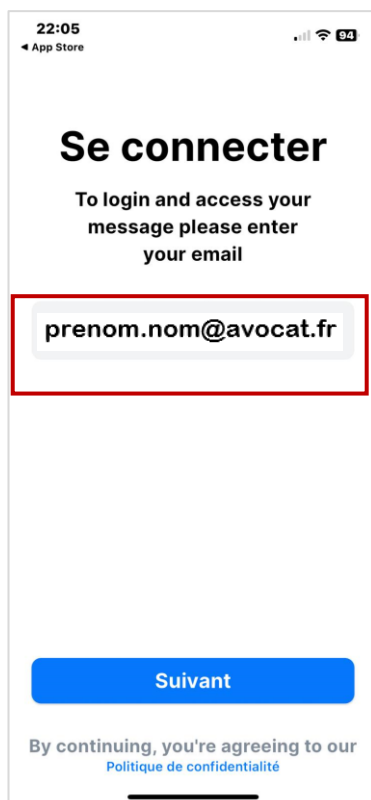 22:05
94
◀ App Store
Se connecter
To login and access your
message please enter
your email
prenom.nom@avocat.fr
Suivant
By continuing, you're agreeing to our
Politique de confidentialité